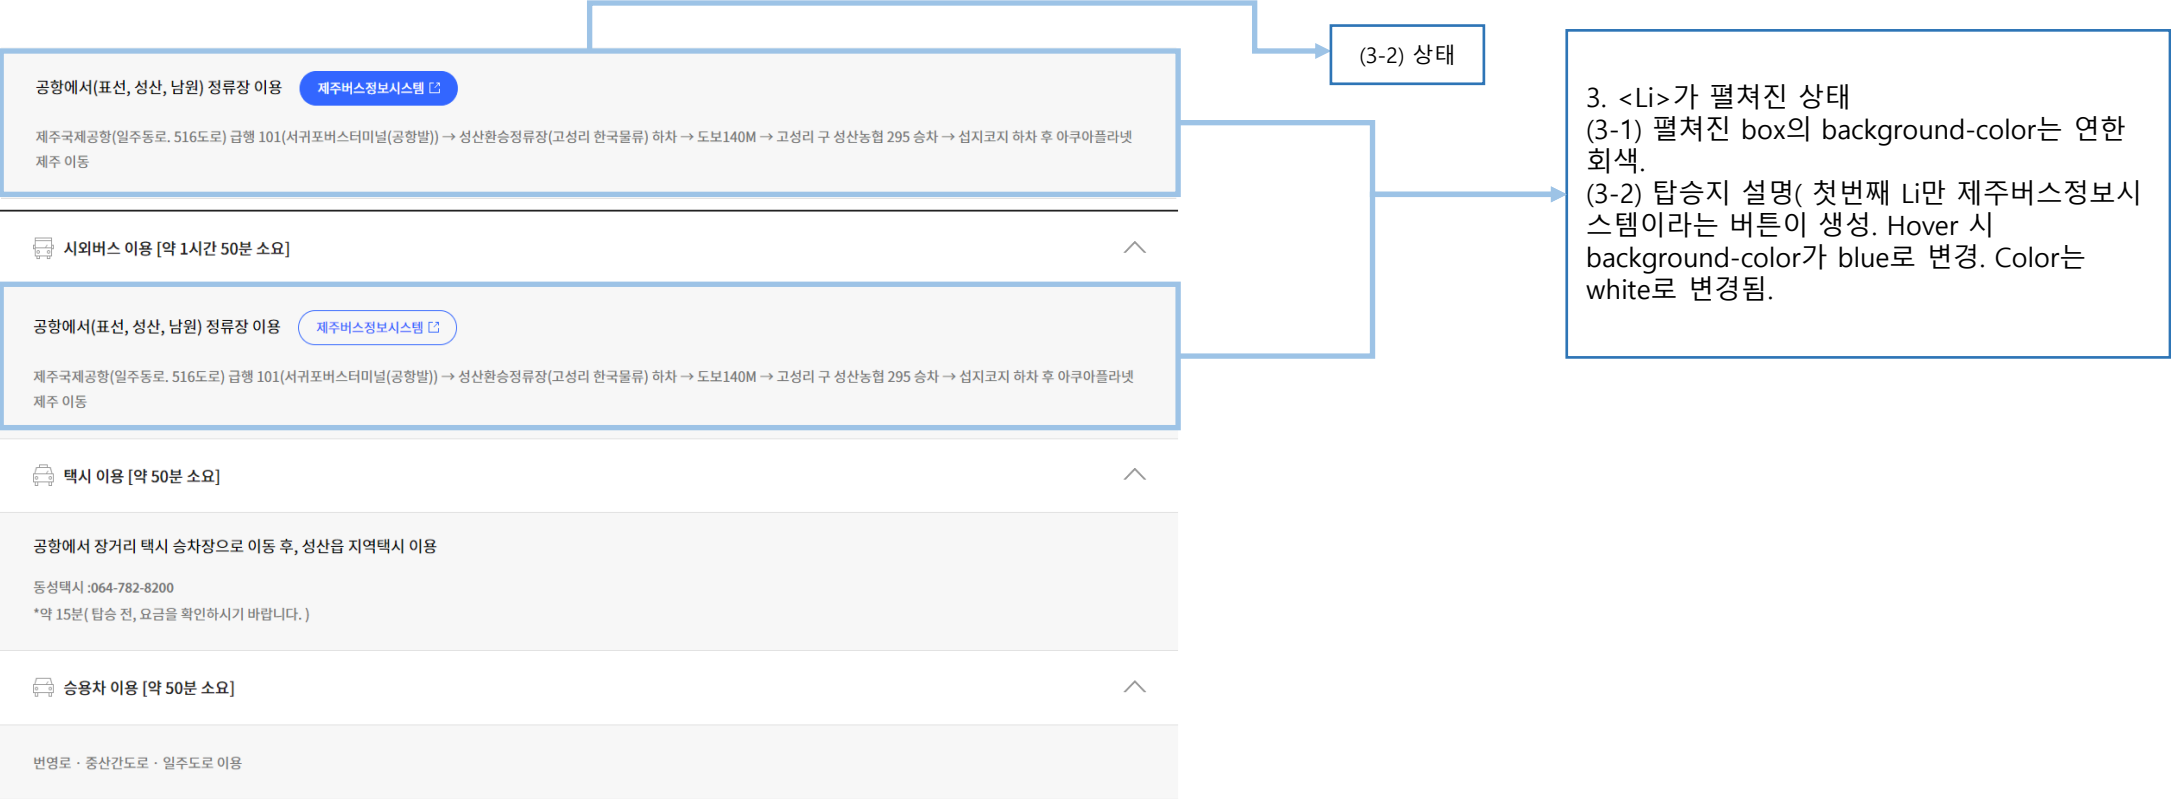 공항에서(표선, 성산, 남원) 정류장 이용 제주버스정보시스템
제주국제공항(일주동로. 516도로) 급행 101(서귀포버스터미널(공항발)) → 성산환승정류장(고성리 한국물류) 하차 → 도보140M → 고성리 구 성산농협 295 승차 → 섭지코지 하차 후 아쿠아플라넷
제주 이동
시외버스 이용 [약 1시간 50분 소요]
공항에서(표선, 성산, 남원) 정류장 이용 제주버스정보시스템
제주국제공항(일주동로. 516도로) 급행 101(서귀포버스터미널(공항발)) → 성산환승정류장(고성리 한국물류) 하차 → 도보140M → 고성리 구 성산농협 295 승차 → 섭지코지 하차 후 아쿠아플라넷
제주 이동
택시 이용 [약 50분 소요]
공항에서 장거리 택시 승차장으로 이동 후, 성산읍 지역택시 이용
동성택시 :064-782-8200
*약 15분( 탑승 전, 요금을 확인하시기 바랍니다. )
승용차 이용 [약 50분 소요]
번영로 · 중산간도로 · 일주도로 이용
(3-2) 상태
3. <Li>가 펼쳐진 상태
(3-1) 펼쳐진 box의 background-color는 연한
회색.
(3-2) 탑승지 설명( 첫번째 Li만 제주버스정보시
스템이라는 버튼이 생성. Hover 시
background-color가 blue로 변경. Color는
white로 변경됨.